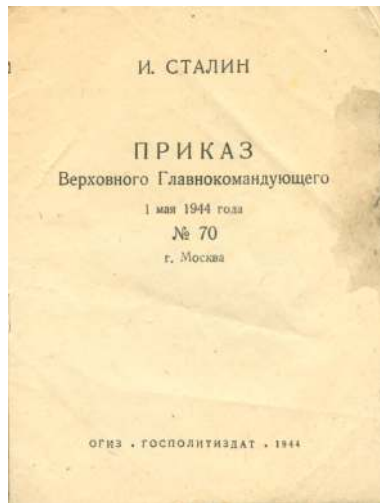 И. СТАЛИН
ПРИКАЗ
Верховного Главнокомандующего
1 мая 1944 года
№ 70
г. Москва
ОГИЗ • ГОСПОЛИТИЗДАТ • 1944